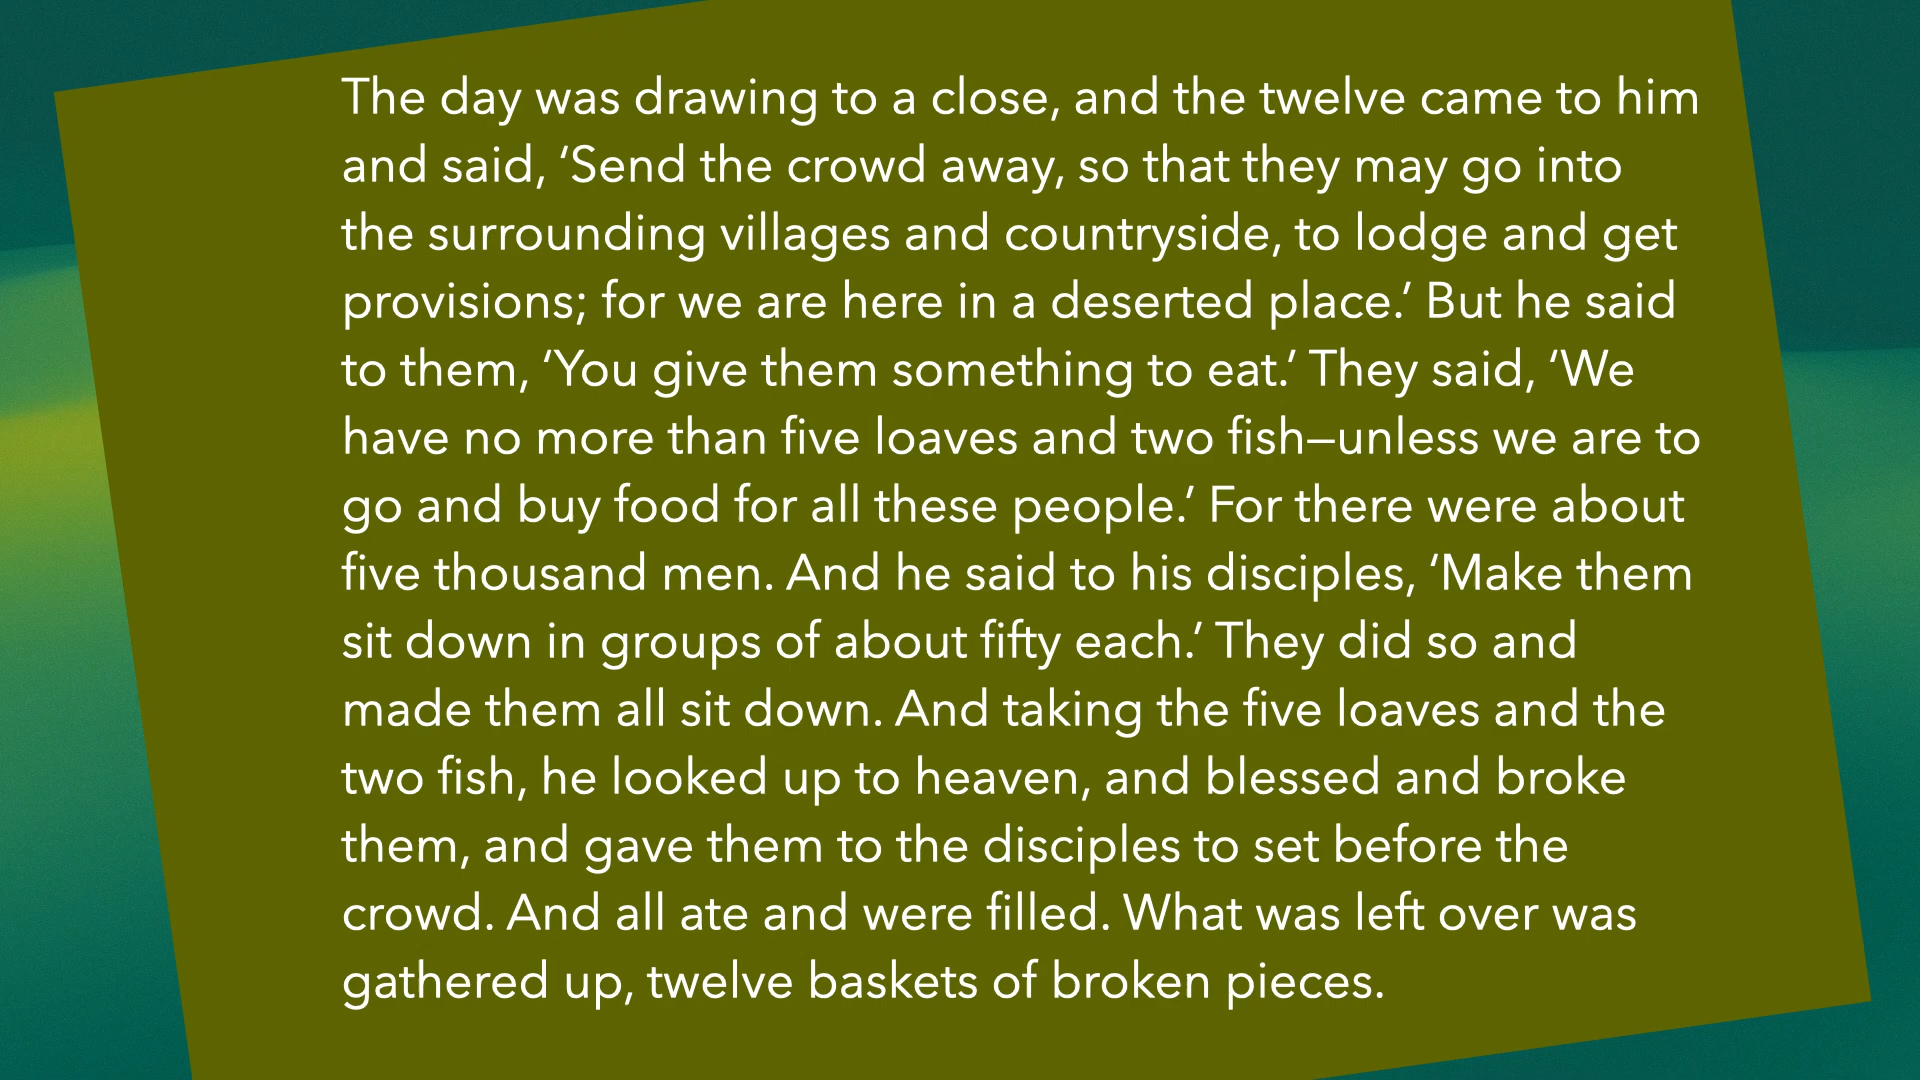 The day was drawing to a close, and the twelve came to him
and said, ‘Send the crowd away, so that they may go into
the surrounding villages and countryside, to lodge and get
provisions; for we are here in a deserted place.’ But he said
to them, ‘You give them something to eat.’ They said, ‘We
have no more than five loaves and two fish—unless we are to
go and buy food for all these people.’ For there were about
five thousand men. And he said to his disciples, ‘Make them
sit down in groups of about fifty each.’ They did so and
made them all sit down. And taking the five loaves and the
two fish, he looked up to heaven, and blessed and broke
them, and gave them to the disciples to set before the
crowd. And all ate and were filled. What was left over was
gathered up, twelve baskets of broken pieces.